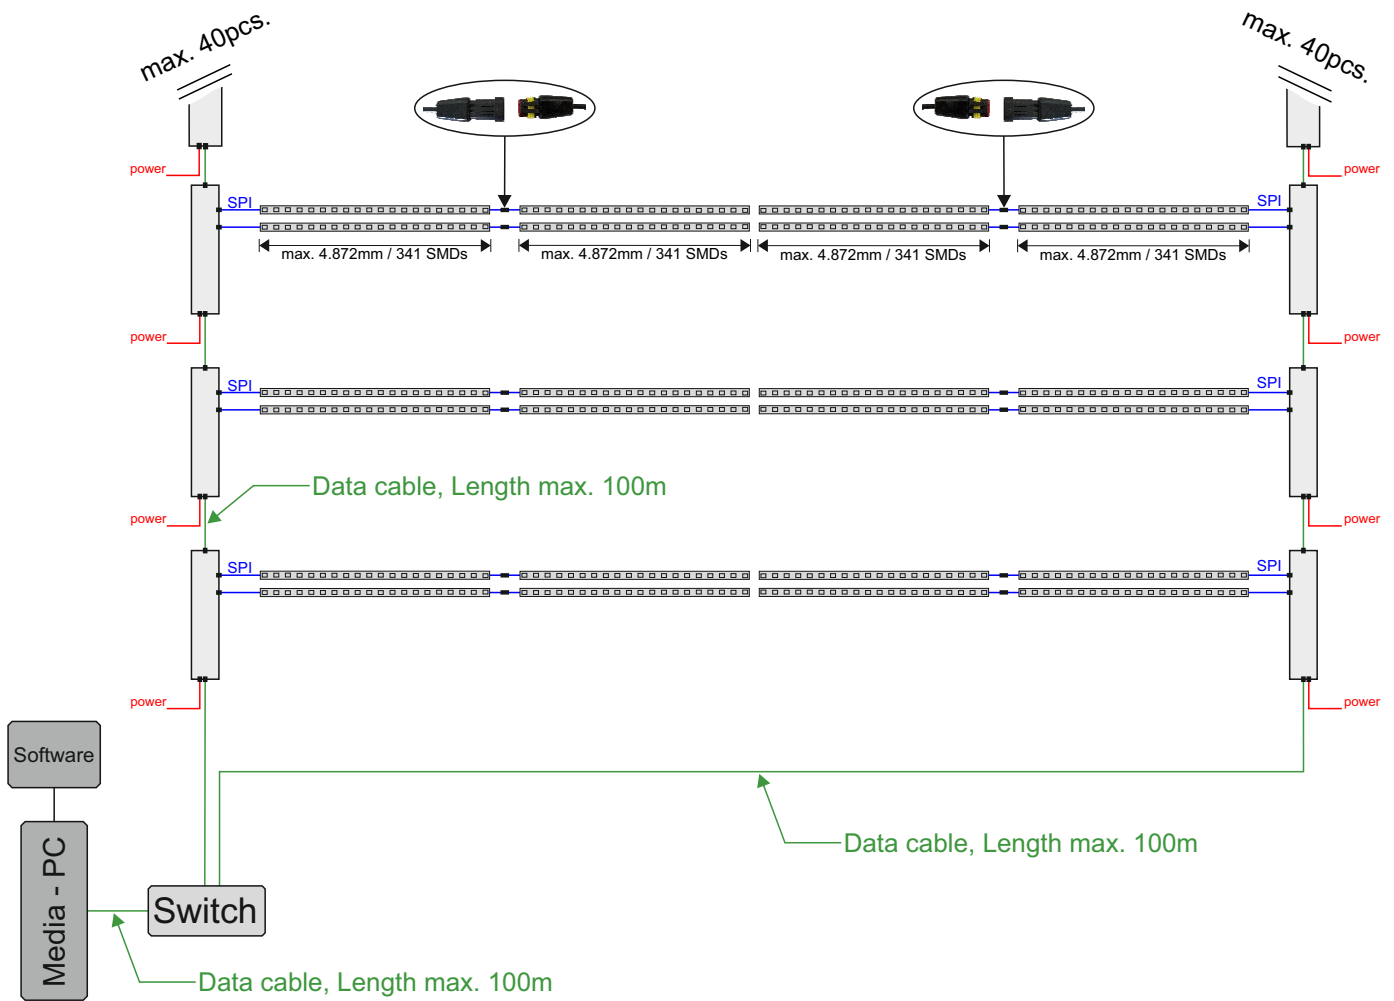 max. 40pcs.
max. 40pcs.
power
power
SPI
SPI
max. 4.872mm / 341 SMDs
max. 4.872mm / 341 SMDs
max. 4.872mm / 341 SMDs
max. 4.872mm / 341 SMDs
power
power
SPI
SPI
Data cable, Length max. 100m
power
power
SPI
SPI
power
power
Software
Data cable, Length max. 100m
Media - PC
Switch
Data cable, Length max. 100m